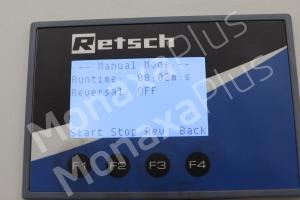 Retsch
-- Manual Mode --
Runtime: 08:02m:s
Reversal: OFF
Start Stop Rev. Back
F1 F2 F3 F4
MonaxaPlus
MonaxaPlus